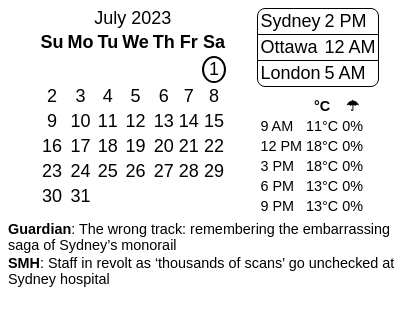 July 2023
Su Mo Tu We Th Fr Sa
1
2 3 4 5 6 7 8
9 10 11 12 13 14 15
16 17 18 19 20 21 22
23 24 25 26 27 28 29
30 31
Sydney 2 PM
Ottawa 12 AM
London 5 AM
°C ☂
9 AM 11°C 0%
12 PM 18°C 0%
3 PM 18°C 0%
6 PM 13°C 0%
9 PM 13°C 0%
Guardian: The wrong track: remembering the embarrassing
saga of Sydney’s monorail
SMH: Staff in revolt as ‘thousands of scans’ go unchecked at
Sydney hospital